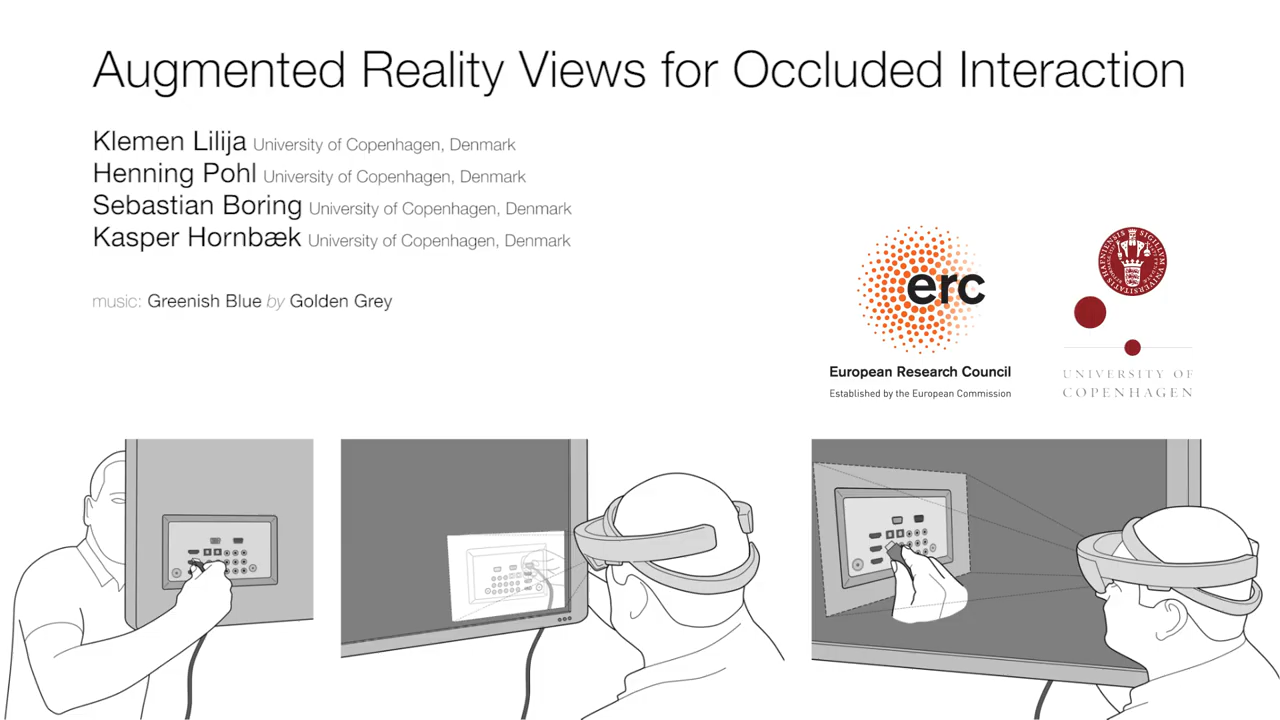 Augmented Reality Views for Occluded Interaction
Klemen Lilija University of Copenhagen, Denmark
Henning Pohl University of Copenhagen, Denmark
Sebastian Boring University of Copenhagen, Denmark
Kasper Hornbæk University of Copenhagen, Denmark
music: Greenish Blue by Golden Grey
erc
European Research Council
Established by the European Commission
UNIVERSITY OF
COPENHAGEN